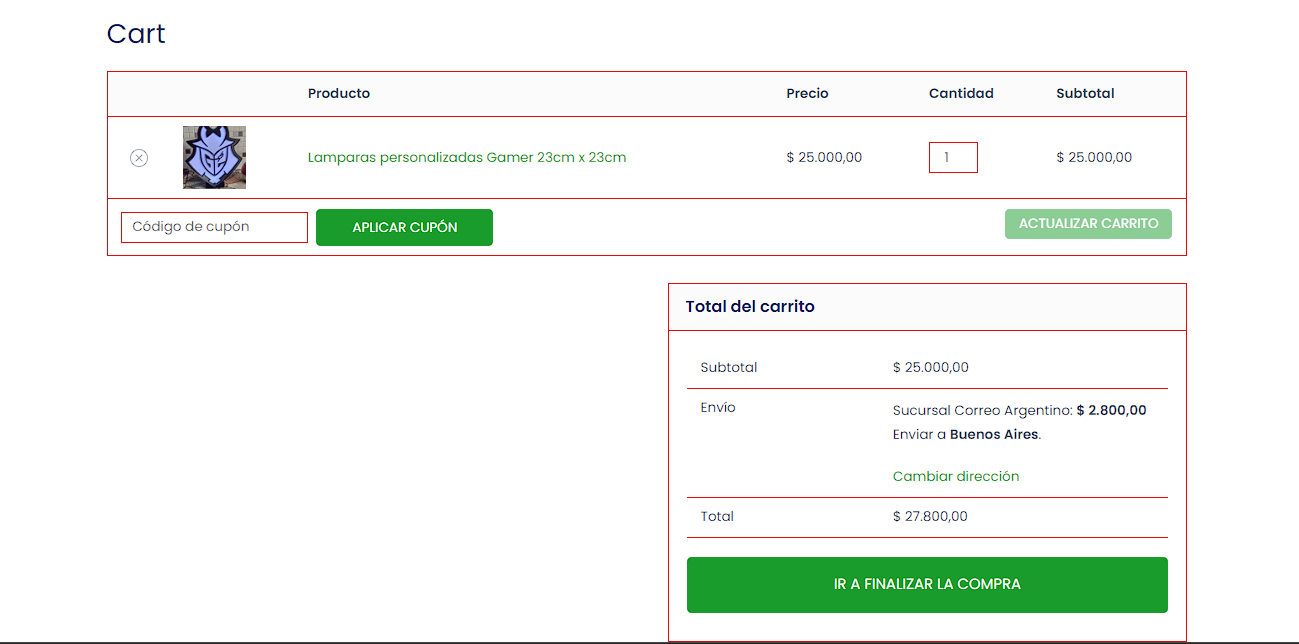 Cart
Producto Precio Cantidad Subtotal
Lamparas personalizadas Gamer 23cm x 23cm $ 25.000,00 1 $ 25.000,00
Código de cupón APLICAR CUPÓN ACTUALIZAR CARRITO
Total del carrito
Subtotal $ 25.000,00
Envío Sucursal Correo Argentino: $ 2.800,00
Enviar a Buenos Aires.
Cambiar dirección
Total $ 27.800,00
IR A FINALIZAR LA COMPRA